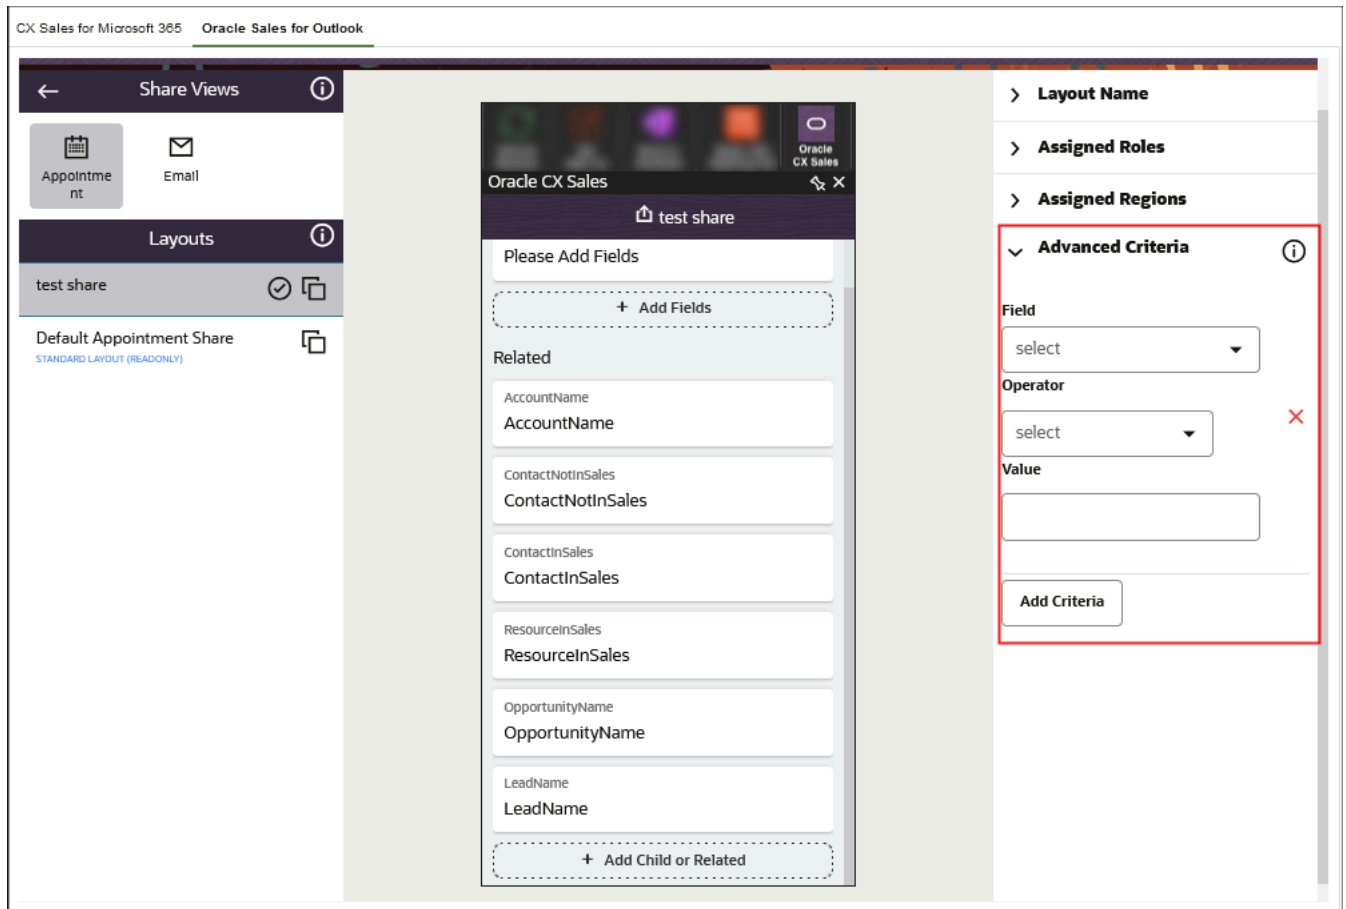 CX Sales for Microsoft 365
Oracle Sales for Outlook
Share Views
Appointme
nt
Email
Layouts
test share
Default Appointment Share
STANDARD LAYOUT (READONLY)
Oracle
CX Sales
Oracle CX Sales
test share
Please Add Fields
+ Add Fields
Related
AccountName
AccountName
ContactNotInSales
ContactNotInSales
ContactInSales
ContactInSales
ResourceInSales
ResourceInSales
OpportunityName
OpportunityName
LeadName
LeadName
+ Add Child or Related
Layout Name
Assigned Roles
Assigned Regions
Advanced Criteria
Field
select
Operator
select
Value
Add Criteria